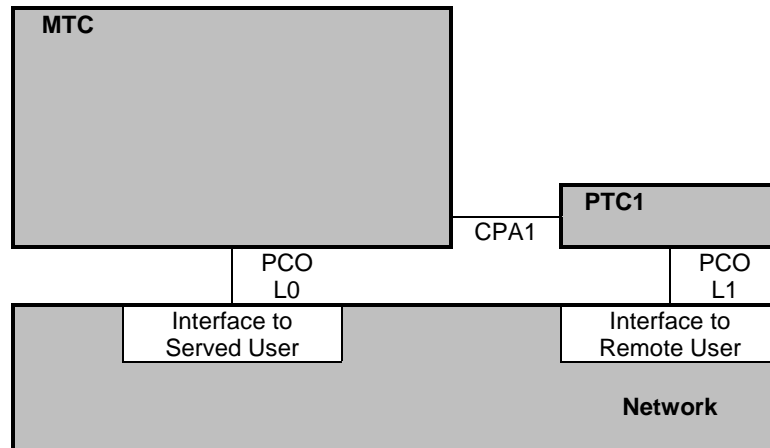 MTC
PTC1
CPA1
PCO
L0
PCO
L1
Interface to
Served User
Interface to
Remote User
Network